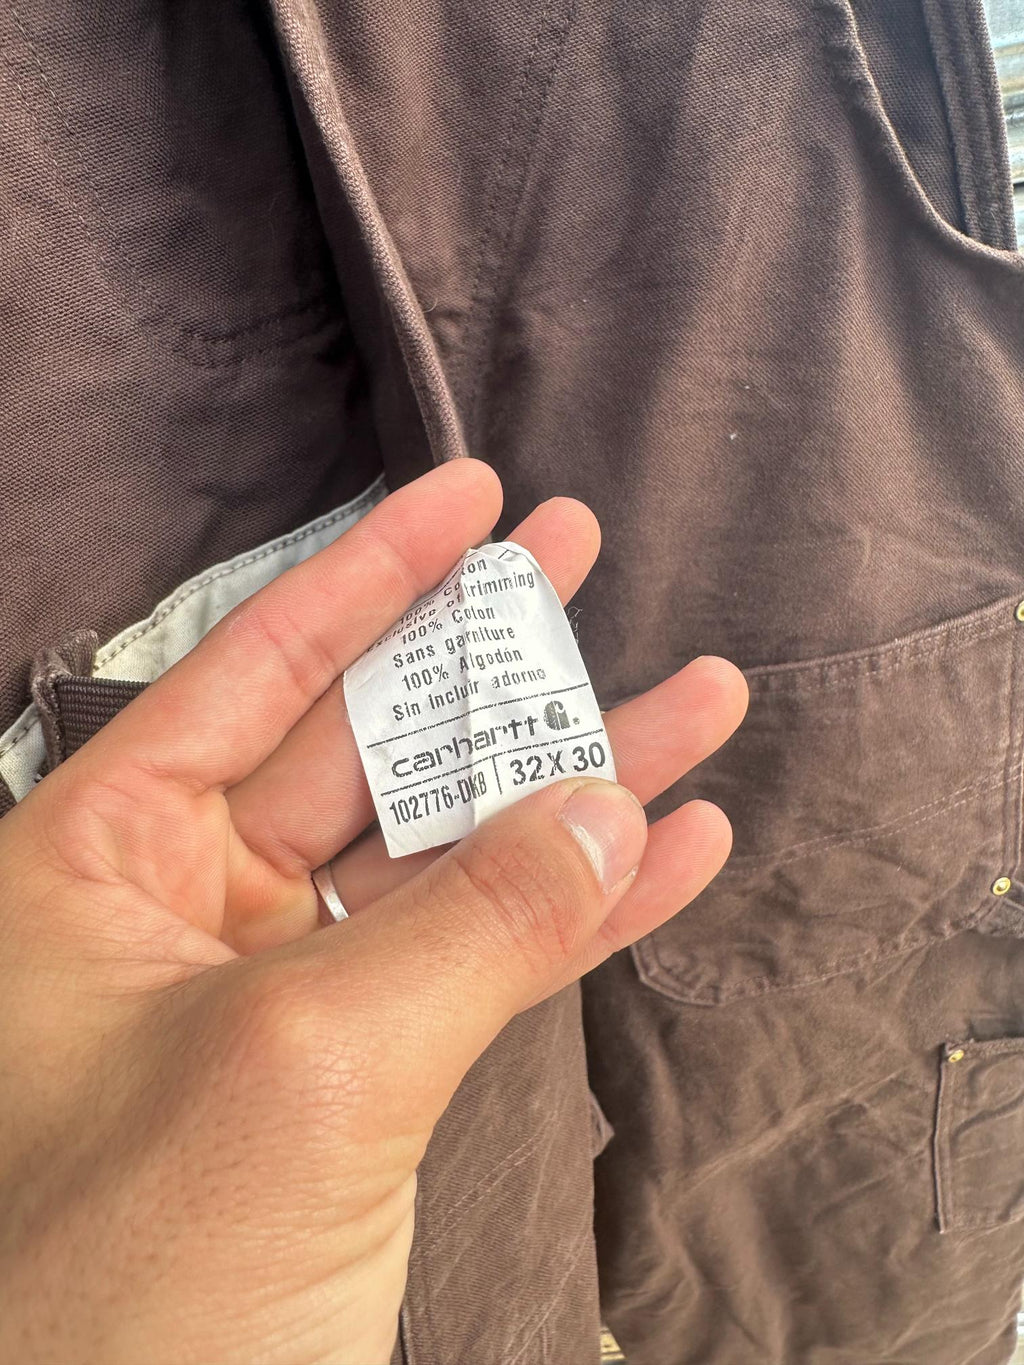 100% Cotton
Exclusive of trimming
100% Coton
Sans garniture
100% Algodón
Sin incluir adorno
carhartt
102776-DKB | 32 X 30